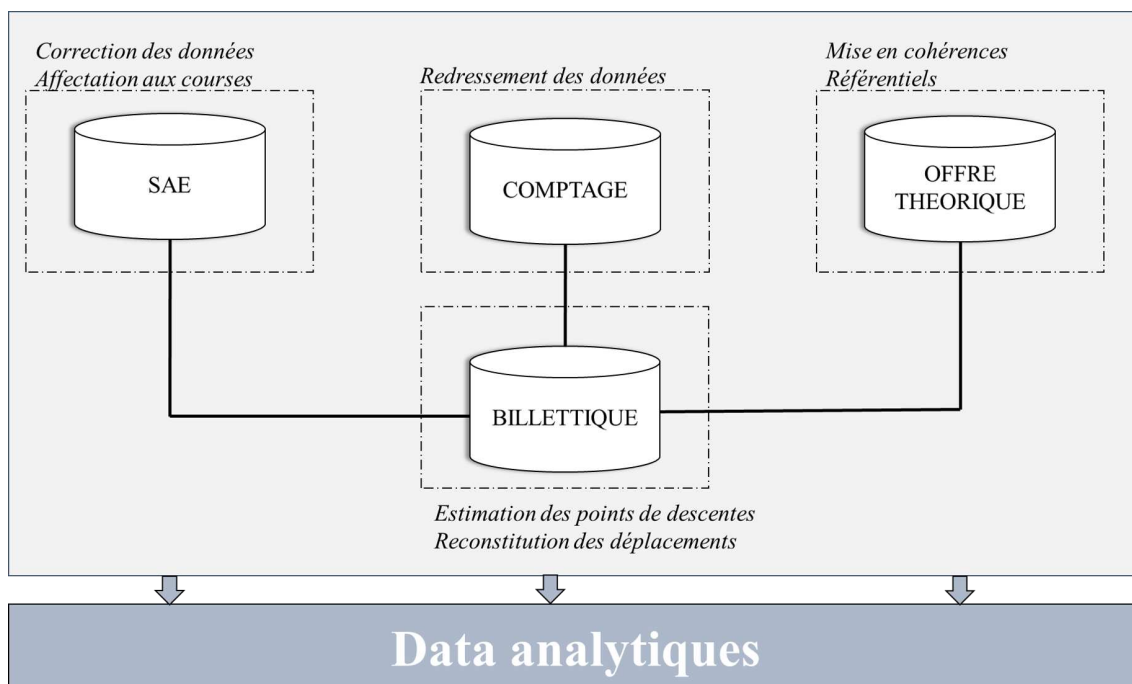 Correction des données
Affectation aux courses
Redressement des données
Mise en cohérences
Référentiels
SAE
COMPTAGE
OFFRE
THEORIQUE
BILLETTIQUE
Estimation des points de descentes
Reconstitution des déplacements
Data analytiques